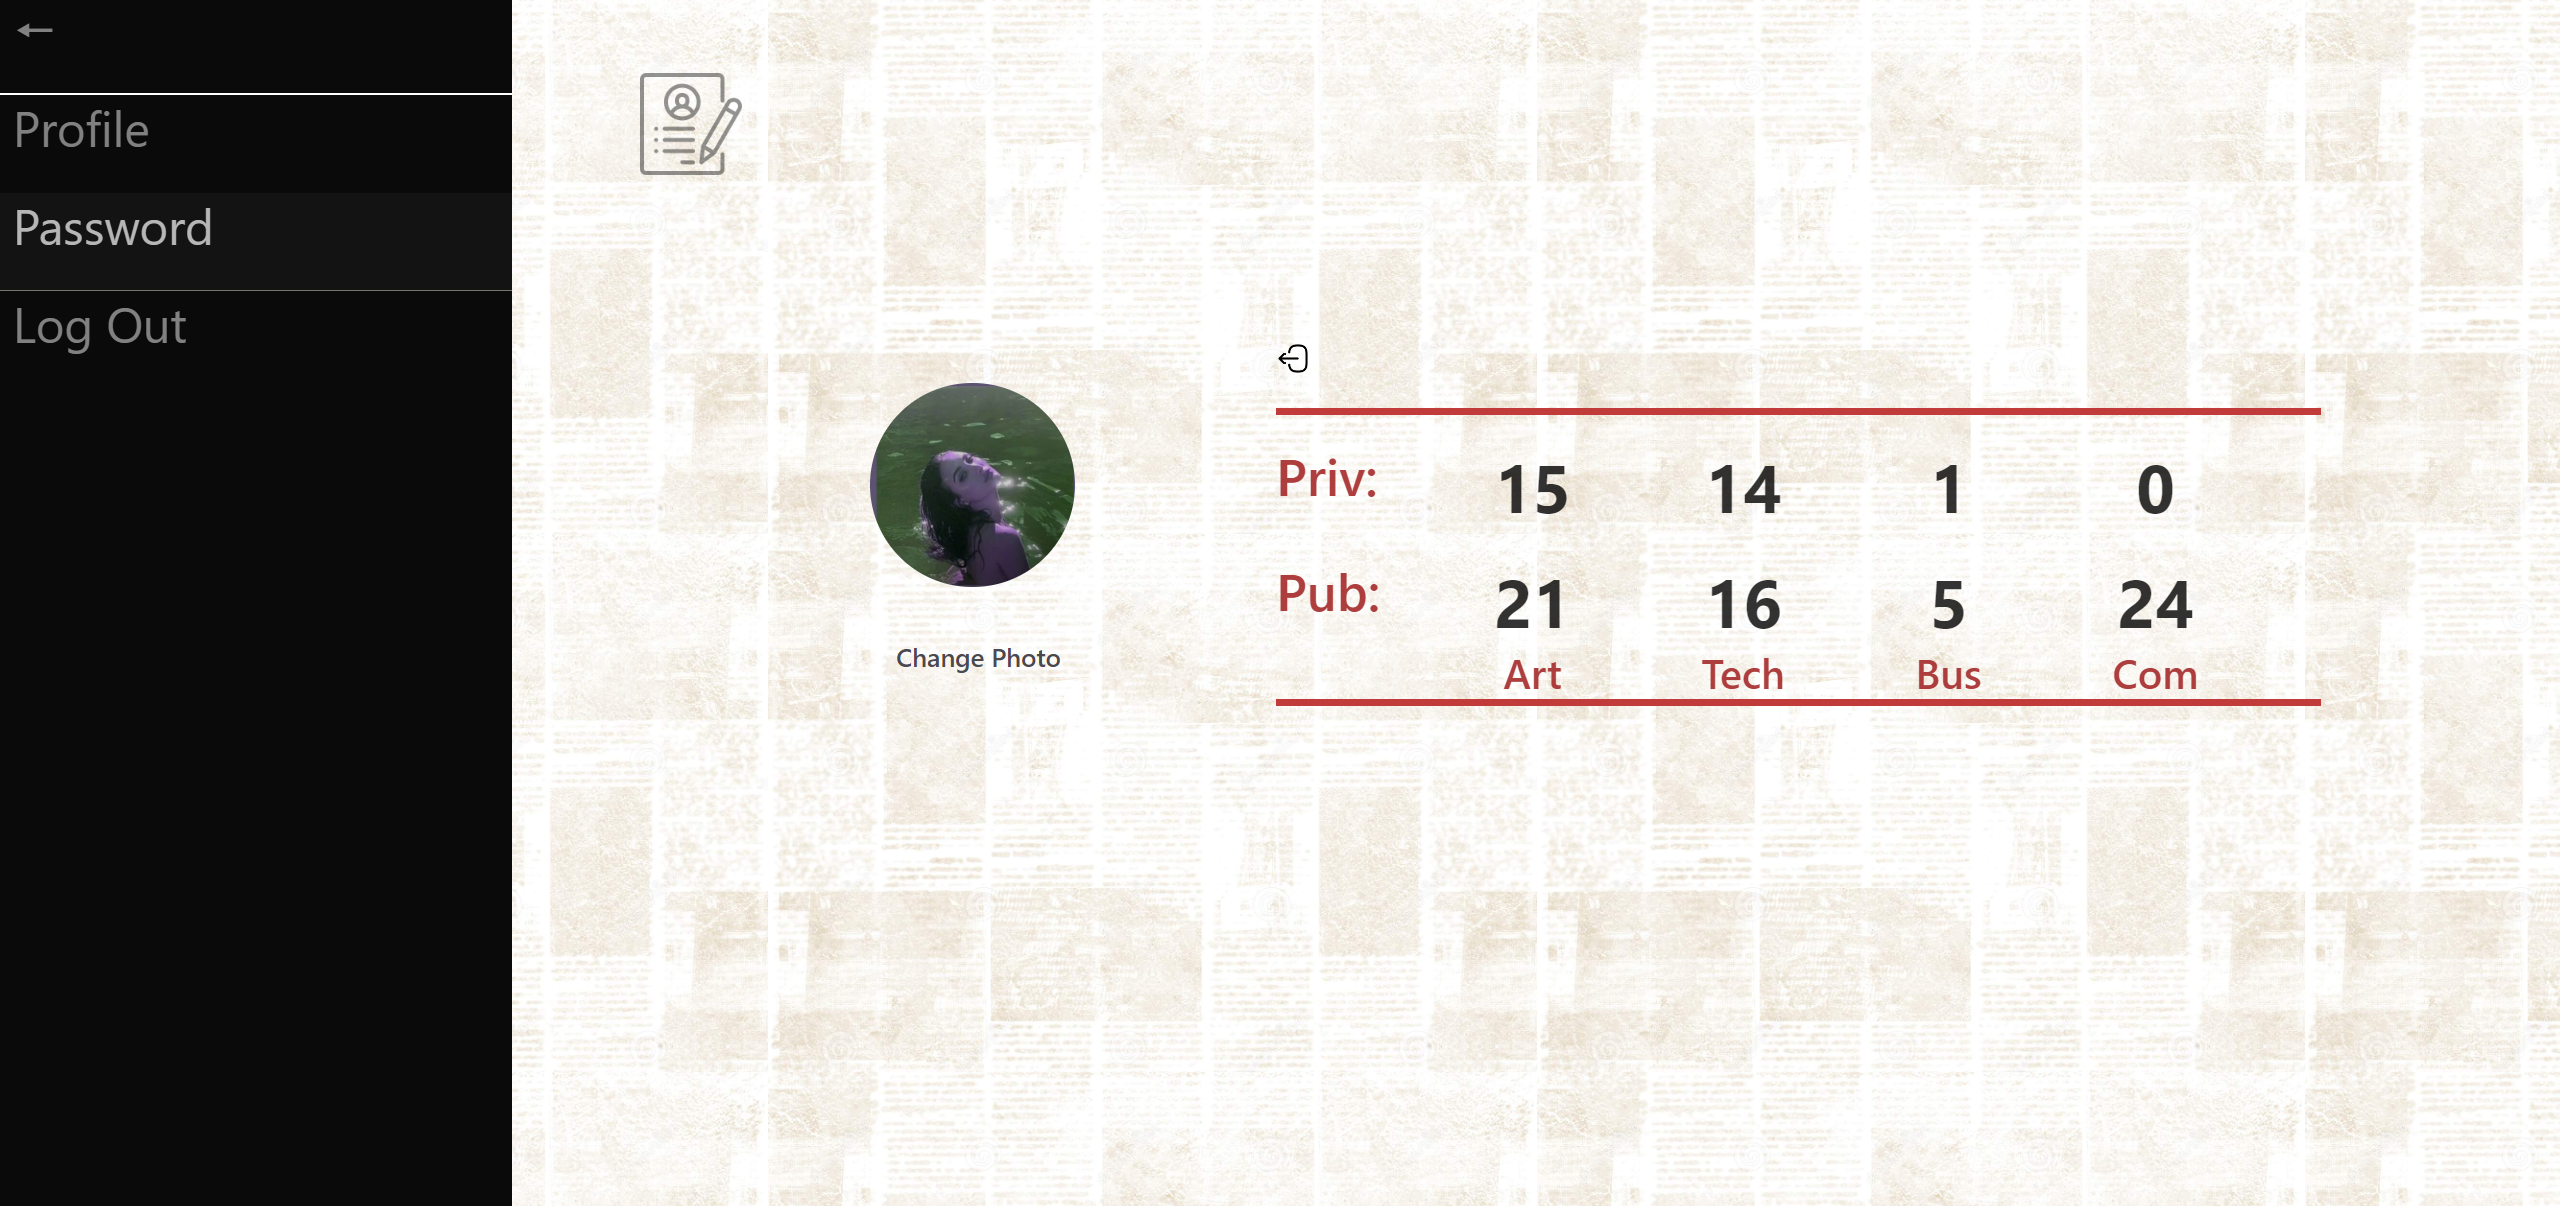 Profile
Password
Log Out
Change Photo
Priv: 15 14 1 0
Pub: 21 16 5 24
Art Tech Bus Com